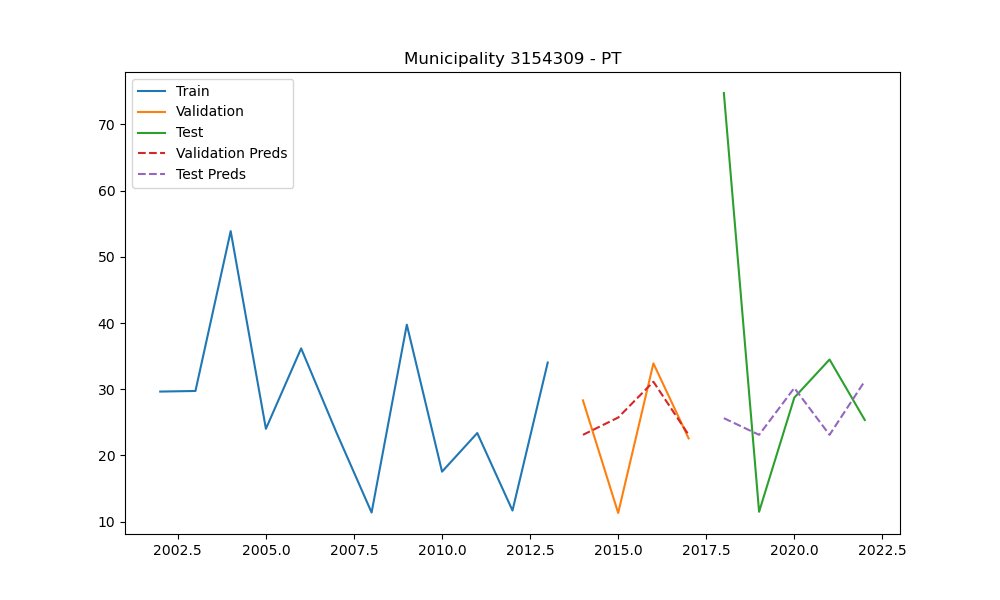 Municipality 3154309 - PT
Train
Validation
Test
Validation Preds
Test Preds
70
60
50
40
30
20
10
2002.5 2005.0 2007.5 2010.0 2012.5 2015.0 2017.5 2020.0 2022.5